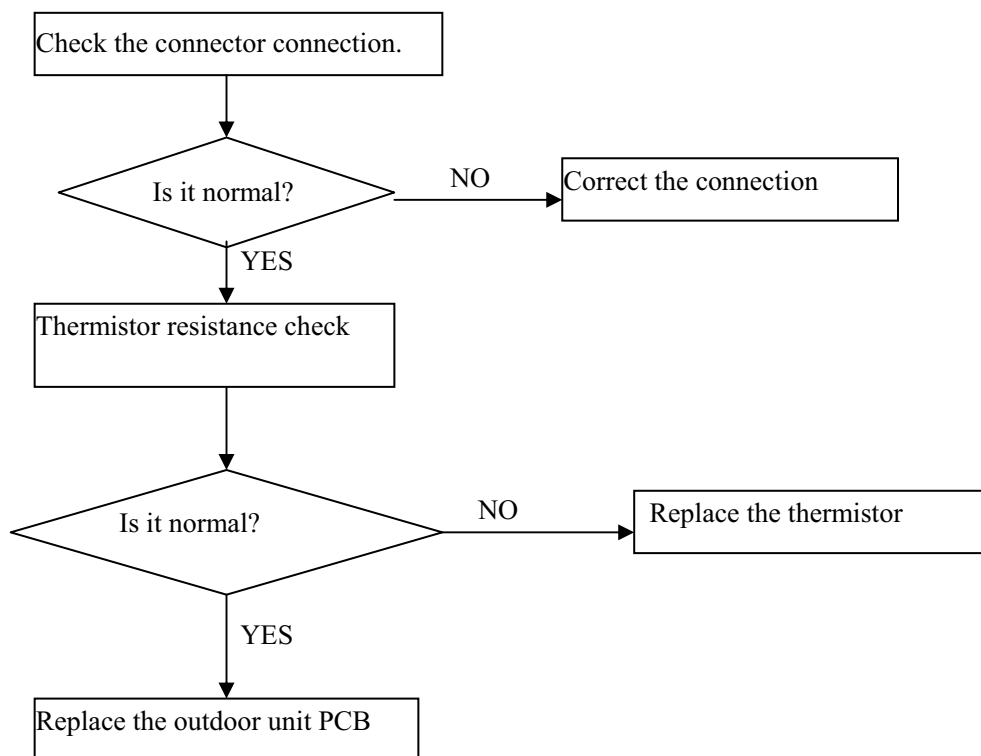 Check the connector connection.
Is it normal?
NO
Correct the connection
YES
Thermistor resistance check
Is it normal?
NO
Replace the thermistor
YES
Replace the outdoor unit PCB